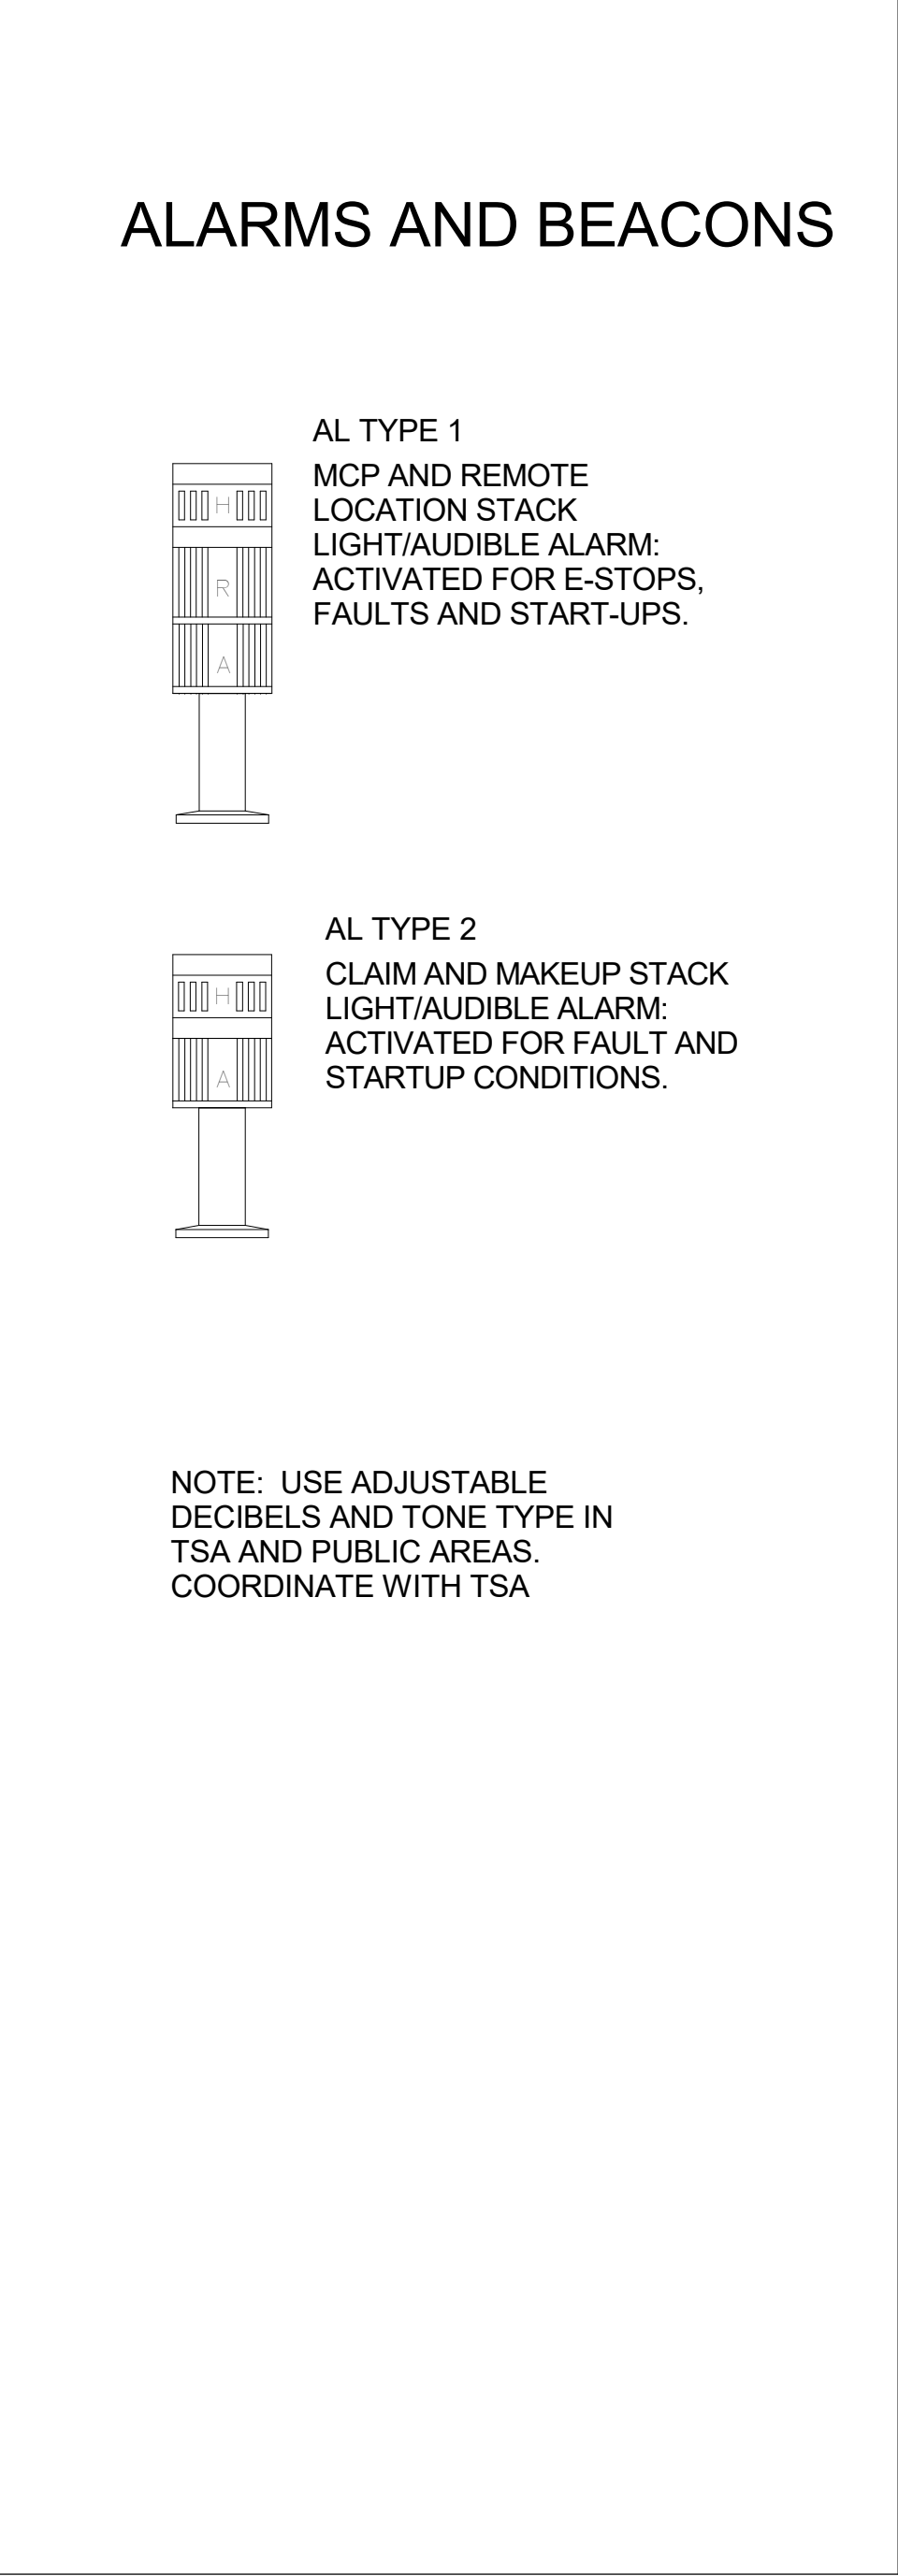 ALARMS AND BEACONS
AL TYPE 1
MCP AND REMOTE
LOCATION STACK
LIGHT/AUDIBLE ALARM:
ACTIVATED FOR E-STOPS,
FAULTS AND START-UPS.
H
R
A
AL TYPE 2
CLAIM AND MAKEUP STACK
LIGHT/AUDIBLE ALARM:
ACTIVATED FOR FAULT AND
STARTUP CONDITIONS.
H
A
NOTE:  USE ADJUSTABLE
DECIBELS AND TONE TYPE IN
TSA AND PUBLIC AREAS.
COORDINATE WITH TSA